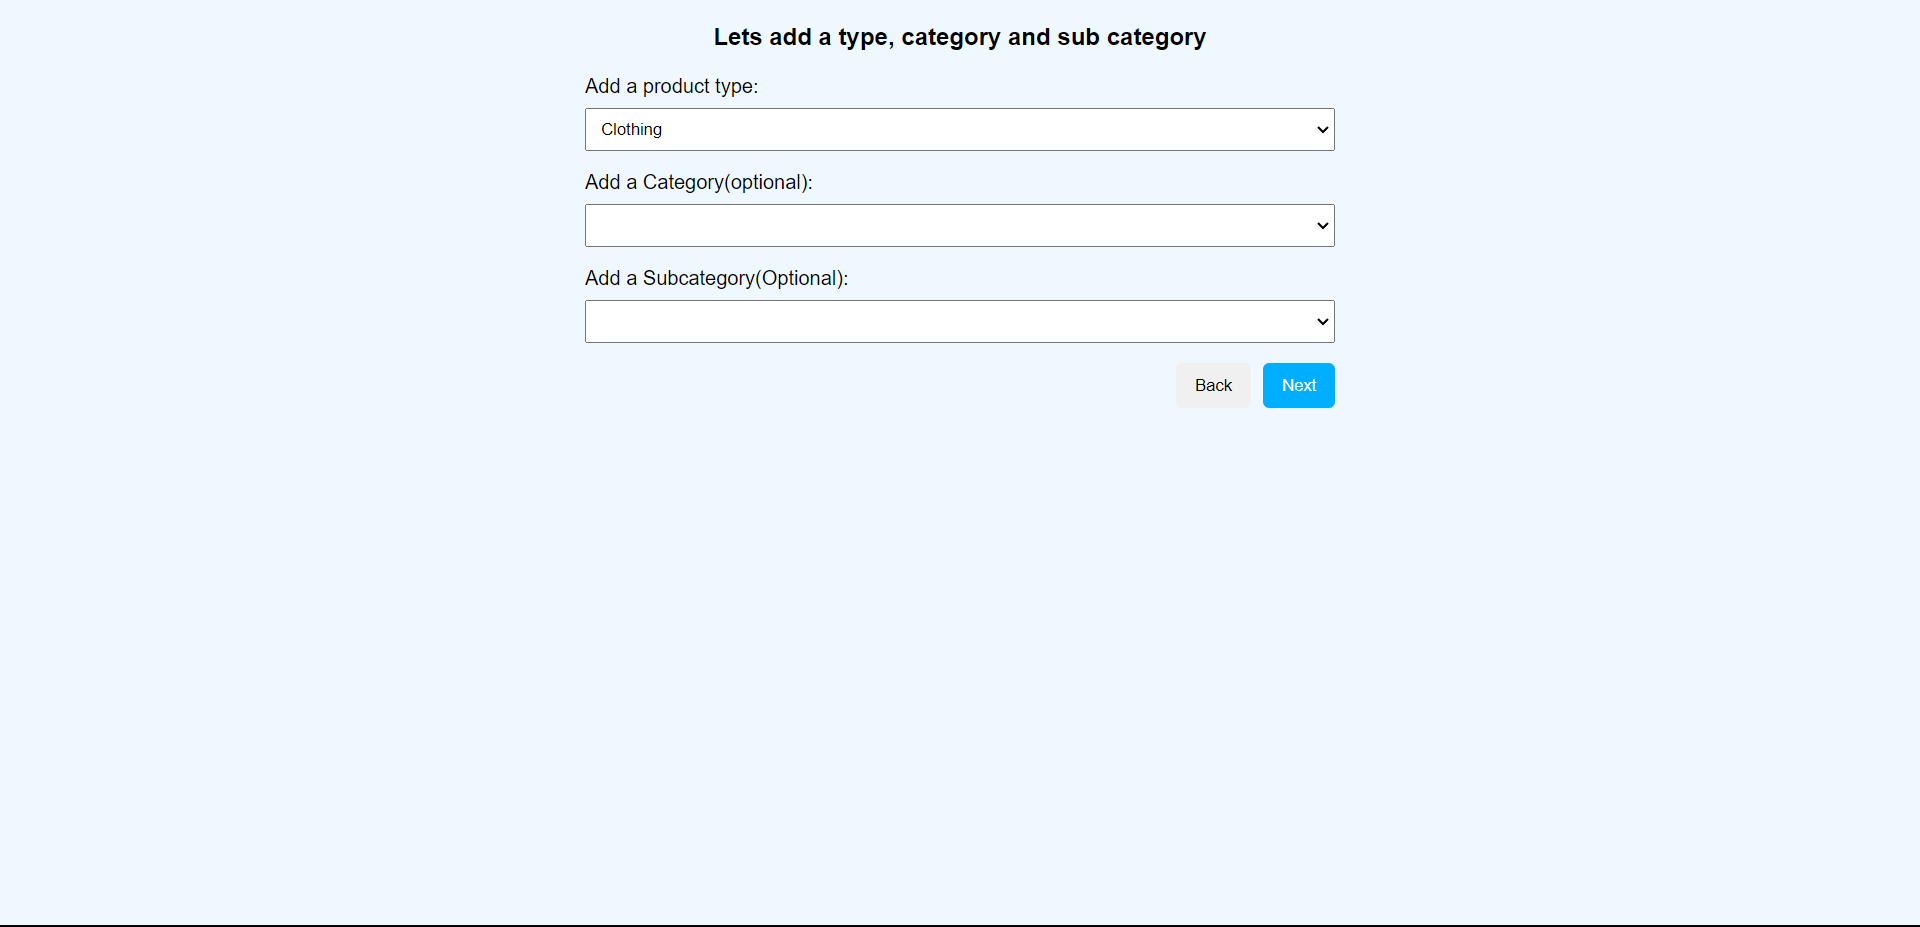 Lets add a type, category and sub category
Add a product type:
Clothing
Add a Category(optional):
Add a Subcategory(Optional):
Back Next